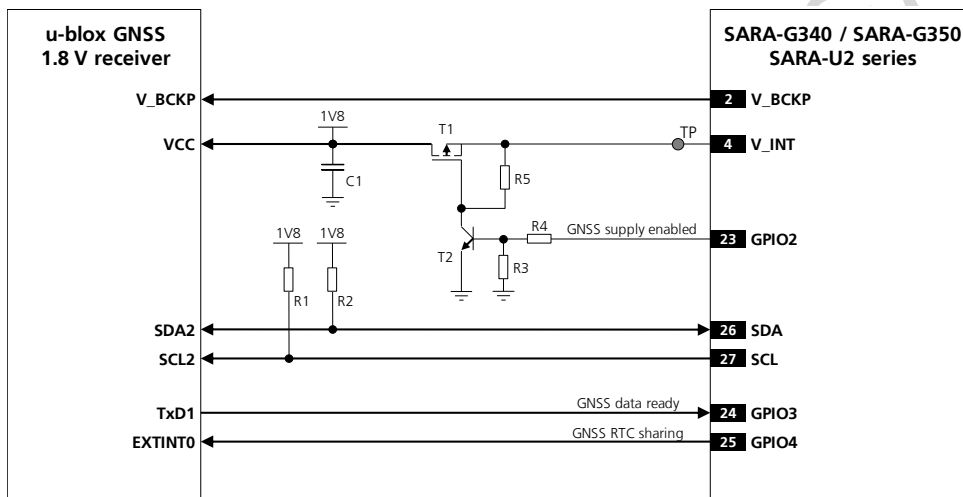 u-blox GNSS
1.8 V receiver
SARA-G340 / SARA-G350
SARA-U2 series
V_BCKP
2 V_BCKP
1V8
T1
TP
VCC
4 V_INT
C1
R5
R4
GNSS supply enabled
23 GPIO2
1V8
1V8
T2
R3
R1
R2
SDA2
26 SDA
SCL2
27 SCL
TxD1
GNSS data ready
24 GPIO3
EXTINT0
GNSS RTC sharing
25 GPIO4